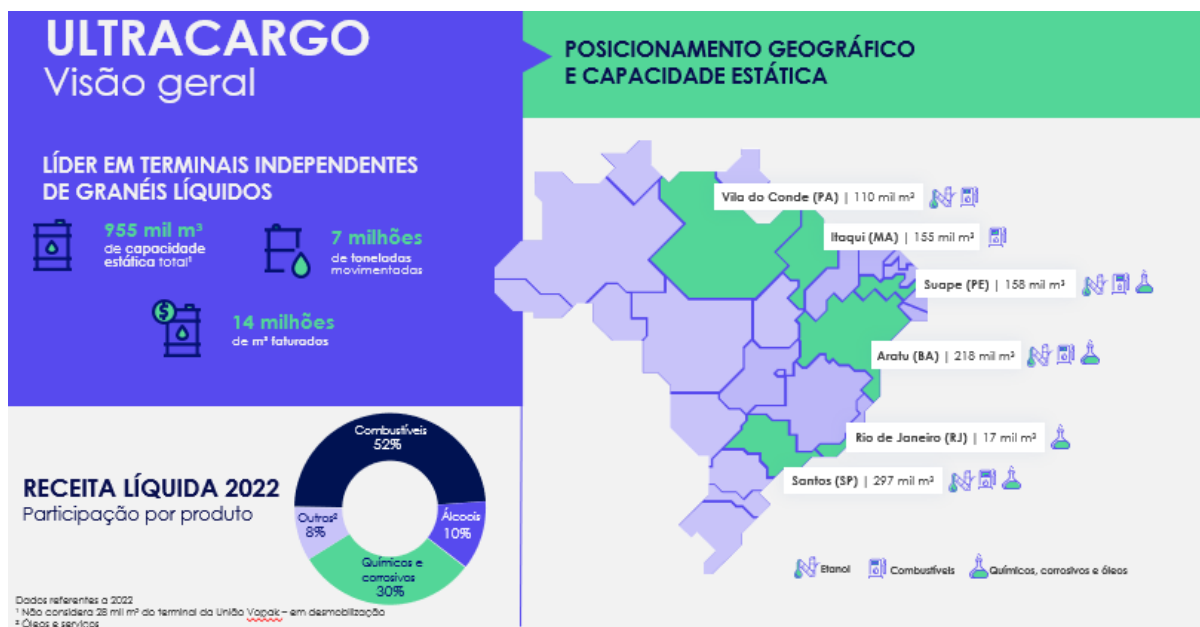 ULTRACARGO
Visão geral
LÍDER EM TERMINAIS INDEPENDENTES
DE GRANÉIS LÍQUIDOS
955 mil m³
de capacidade
estática total¹
7 milhões
de toneladas
movimentadas
$
14 milhões
de m³ faturados
RECEITA LÍQUIDA 2022
Participação por produto
Combustíveis
52%
Outros²
8%
Álcoois
10%
Químicos e
corrosivos
30%
Dados referentes a 2022
¹ Não considera 28 mil m³ do terminal da União Vopak – em desmobilização
² Óleos e serviços
POSICIONAMENTO GEOGRÁFICO
E CAPACIDADE ESTÁTICA
Vila do Conde (PA) | 110 mil m³
Itaqui (MA) | 155 mil m³
Suape (PE) | 158 mil m³
Aratu (BA) | 218 mil m³
Rio de Janeiro (RJ) | 17 mil m³
Santos (SP) | 297 mil m³
Etanol
Combustíveis
Químicos, corrosivos e óleos